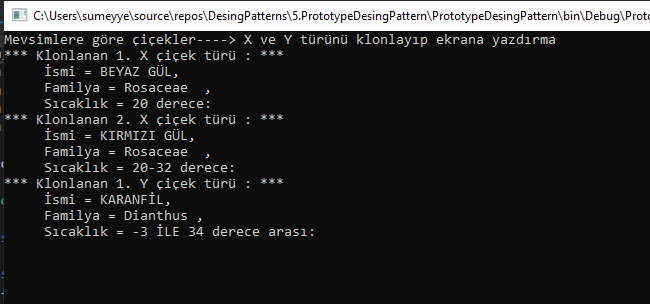 C:\Users\sumeyye\source\repos\DesingPatterns\5.PrototypeDesingPattern\PrototypeDesingPattern\bin\Debug\Proto
Mevsimlere göre çiçekler----> X ve Y türünü klonlayıp ekrana yazdırma
*** Klonlanan 1. X çiçek türü : ***
İsmi = BEYAZ GÜL,
Familya = Rosaceae  ,
Sıcaklık = 20 derece:
*** Klonlanan 2. X çiçek türü : ***
İsmi = KIRMIZI GÜL,
Familya = Rosaceae  ,
Sıcaklık = 20-32 derece:
*** Klonlanan 1. Y çiçek türü : ***
İsmi = KARANFİL,
Familya = Dianthus ,
Sıcaklık = -3 İLE 34 derece arası: